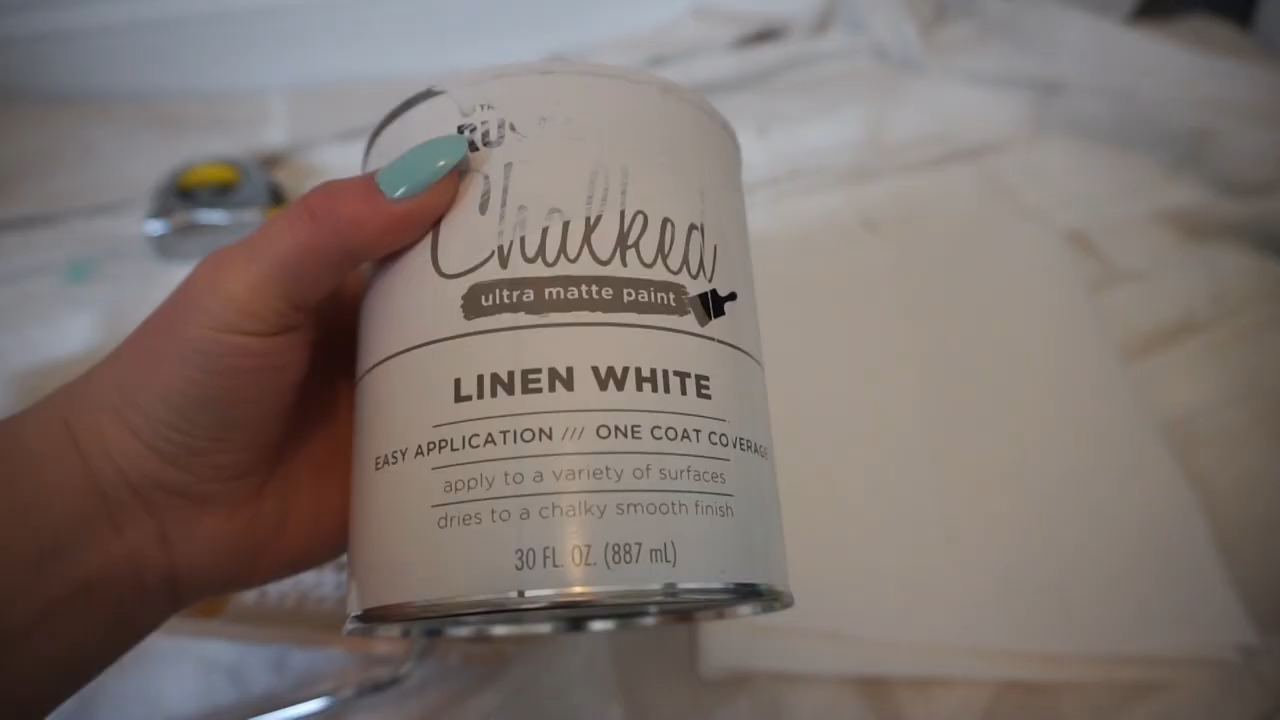 Chalked
ultra matte paint
LINEN WHITE
EASY APPLICATION /// ONE COAT COVERAGE
apply to a variety of surfaces
dries to a chalky smooth finish
30 FL. OZ. (887 mL)